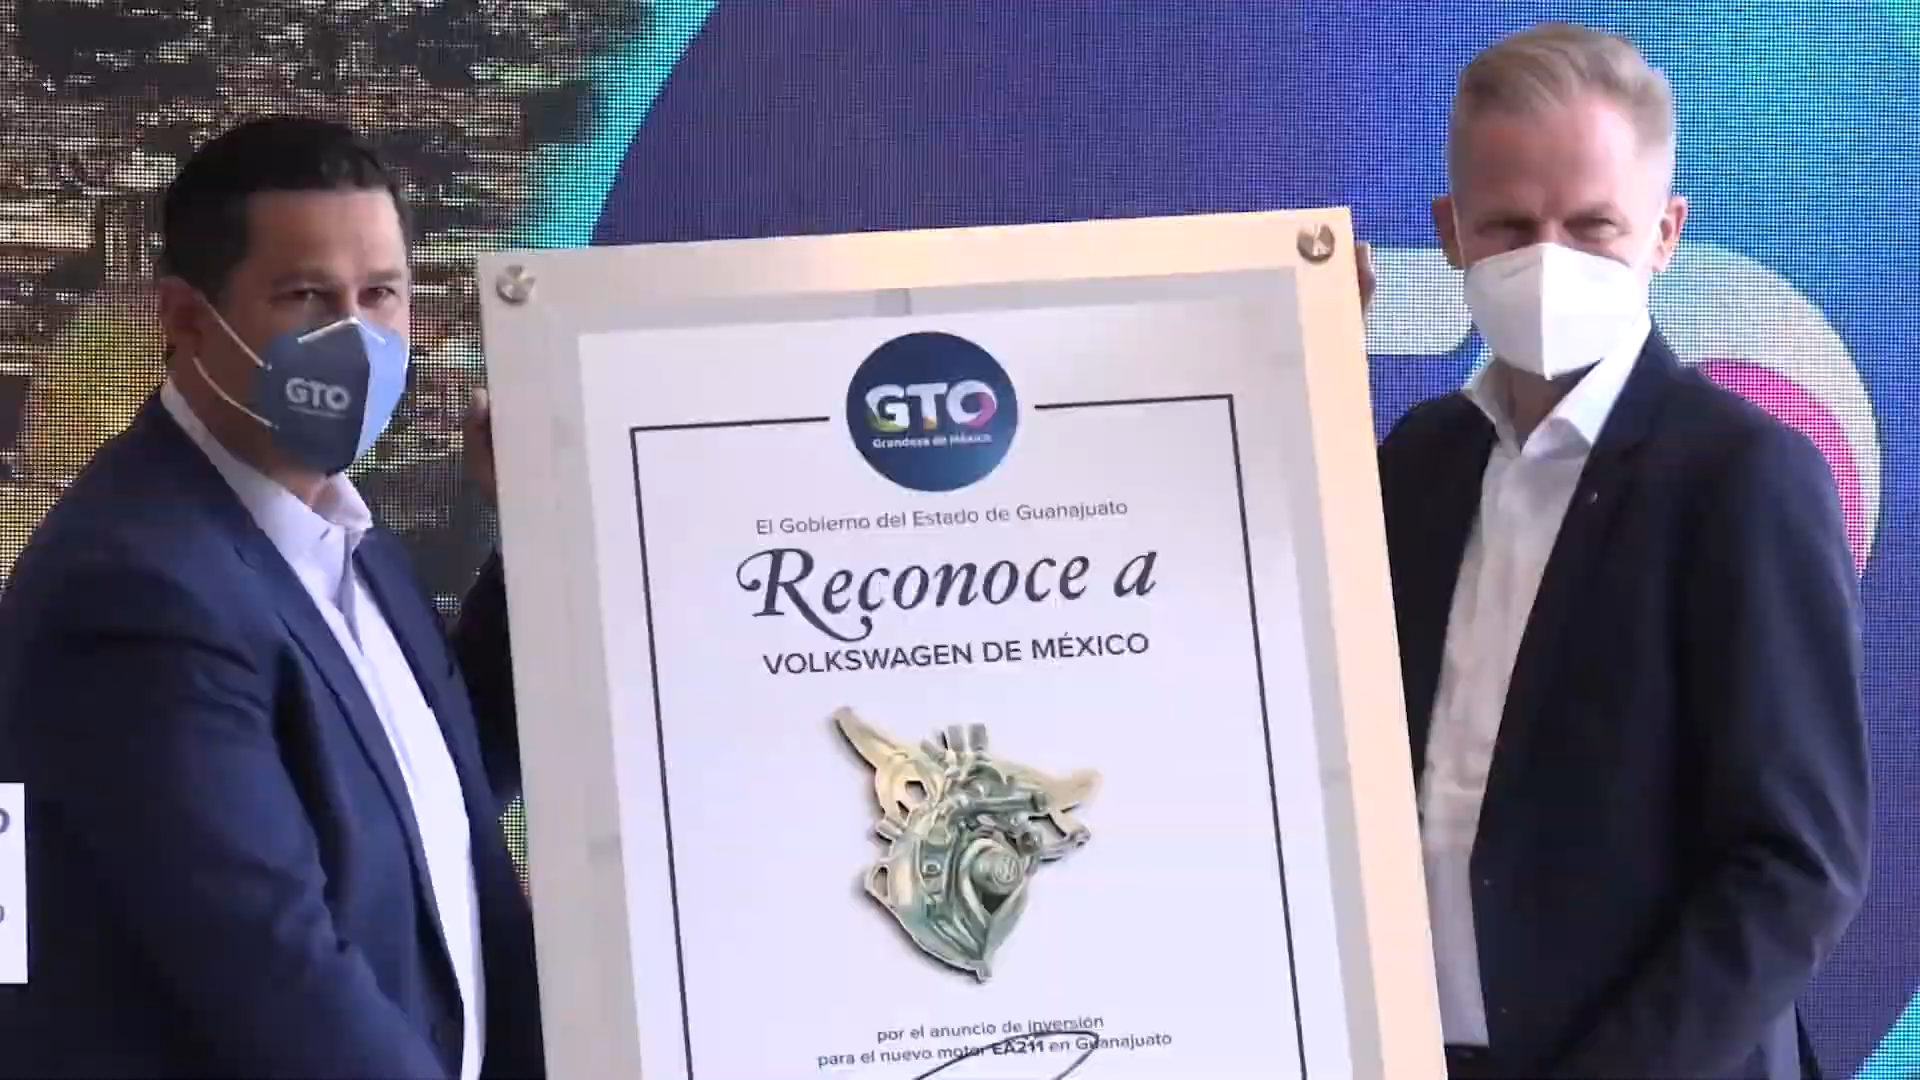 GTO
GTO
Grandeza de México
El Gobierno del Estado de Guanajuato
Reconoce a
VOLKSWAGEN DE MÉXICO
por el anuncio de inversión
para el nuevo motor EA211 en Guanajuato